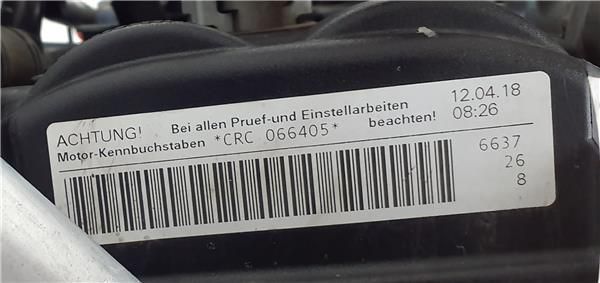 ACHTUNG! Bei allen Pruef-und Einstellarbeiten 12.04.18
Motor-Kennbuchstaben *CRC 066405* beachten! 08:26
6637
26
8